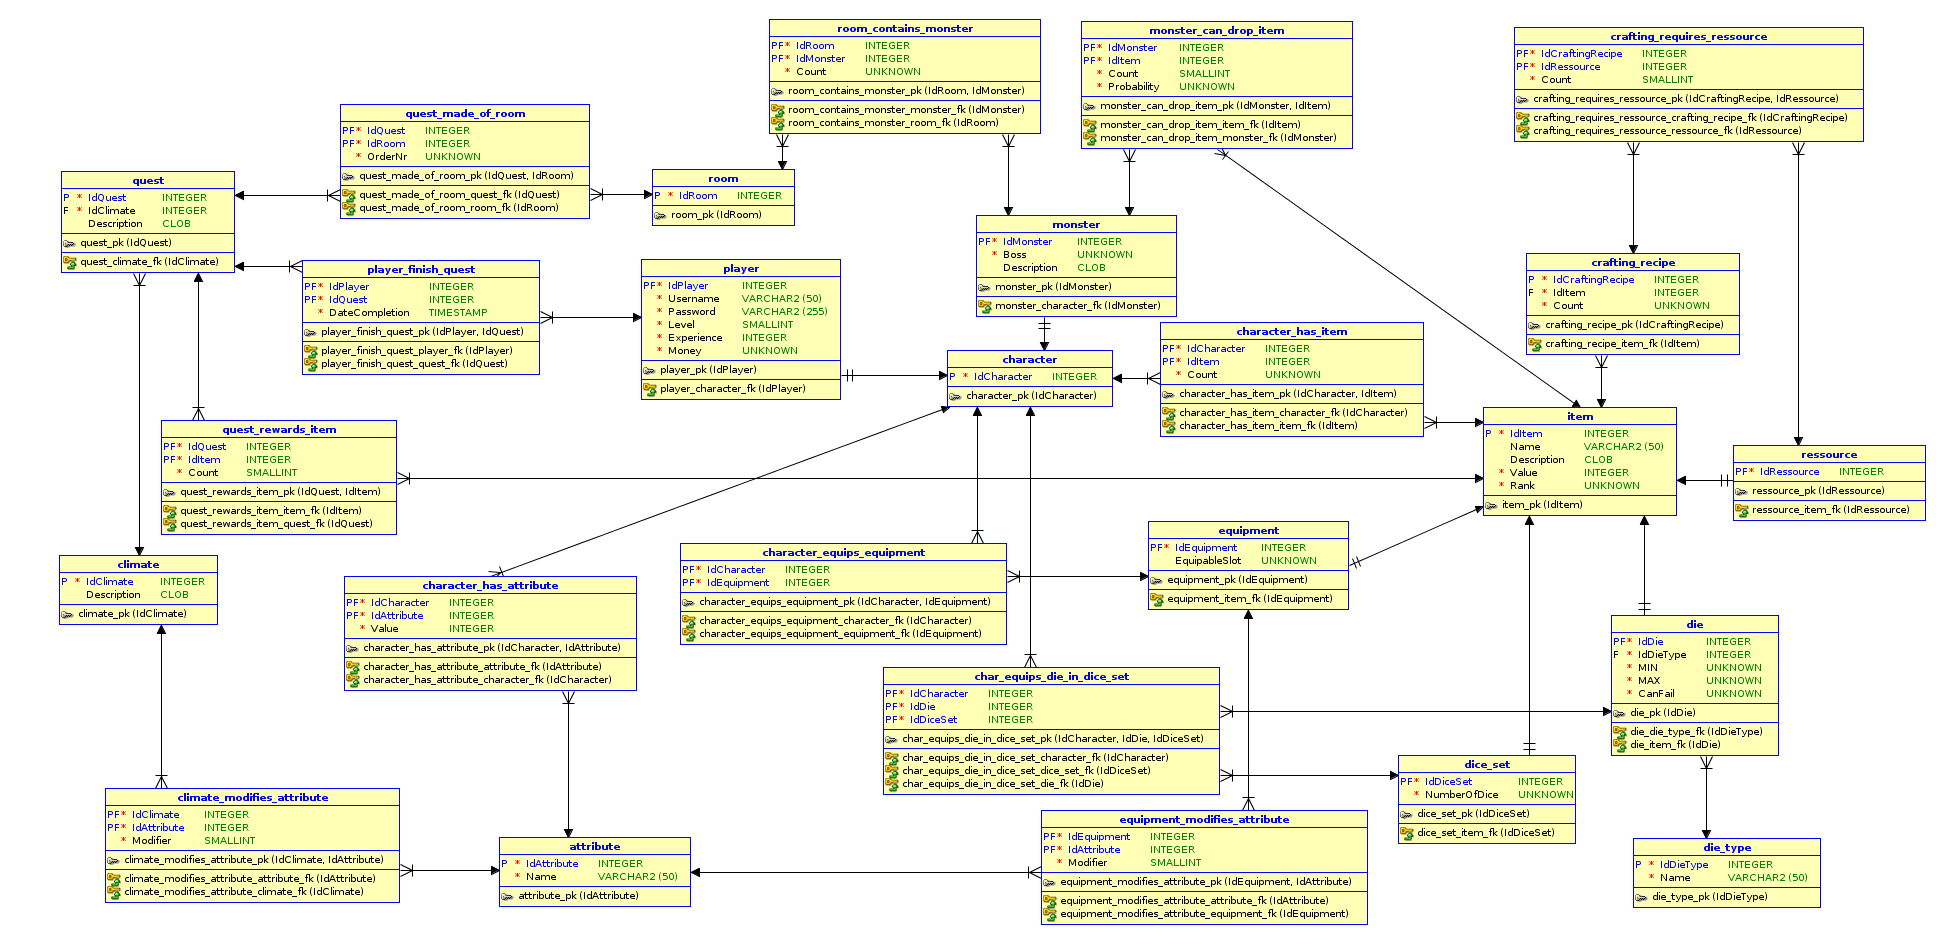 room_contains_monster
PF* IdRoom INTEGER
PF* IdMonster INTEGER
* Count UNKNOWN
room_contains_monster_pk (IdRoom, IdMonster)
room_contains_monster_monster_fk (IdMonster)
room_contains_monster_room_fk (IdRoom)
monster_can_drop_item
PF* IdMonster INTEGER
PF* IdItem INTEGER
* Count SMALLINT
* Probability UNKNOWN
monster_can_drop_item_pk (IdMonster, IdItem)
monster_can_drop_item_item_fk (IdItem)
monster_can_drop_item_monster_fk (IdMonster)
crafting_requires_ressource
PF* IdCraftingRecipe INTEGER
PF* IdRessource INTEGER
* Count SMALLINT
crafting_requires_ressource_pk (IdCraftingRecipe, IdRessource)
crafting_requires_ressource_crafting_recipe_fk (IdCraftingRecipe)
crafting_requires_ressource_ressource_fk (IdRessource)
quest_made_of_room
PF* IdQuest INTEGER
PF* IdRoom INTEGER
* OrderNr UNKNOWN
quest_made_of_room_pk (IdQuest, IdRoom)
quest_made_of_room_quest_fk (IdQuest)
quest_made_of_room_room_fk (IdRoom)
quest
P * IdQuest INTEGER
F * IdClimate INTEGER
Description CLOB
quest_pk (IdQuest)
quest_climate_fk (IdClimate)
room
P * IdRoom INTEGER
room_pk (IdRoom)
monster
PF* IdMonster INTEGER
* Boss UNKNOWN
Description CLOB
monster_pk (IdMonster)
monster_character_fk (IdMonster)
crafting_recipe
P * IdCraftingRecipe INTEGER
F * IdItem INTEGER
* Count UNKNOWN
crafting_recipe_pk (IdCraftingRecipe)
crafting_recipe_item_fk (IdItem)
player_finish_quest
PF* IdPlayer INTEGER
PF* IdQuest INTEGER
* DateCompletion TIMESTAMP
player_finish_quest_pk (IdPlayer, IdQuest)
player_finish_quest_player_fk (IdPlayer)
player_finish_quest_quest_fk (IdQuest)
player
PF* IdPlayer INTEGER
* Username VARCHAR2 (50)
* Password VARCHAR2 (255)
* Level SMALLINT
* Experience INTEGER
* Money UNKNOWN
player_pk (IdPlayer)
player_character_fk (IdPlayer)
character_has_item
PF* IdCharacter INTEGER
PF* IdItem INTEGER
* Count UNKNOWN
character_has_item_pk (IdCharacter, IdItem)
character_has_item_character_fk (IdCharacter)
character_has_item_item_fk (IdItem)
character
P * IdCharacter INTEGER
character_pk (IdCharacter)
item
P * IdItem INTEGER
Name VARCHAR2 (50)
Description CLOB
* Value INTEGER
* Rank UNKNOWN
item_pk (IdItem)
ressource
PF* IdRessource INTEGER
ressource_pk (IdRessource)
ressource_item_fk (IdRessource)
quest_rewards_item
PF* IdQuest INTEGER
PF* IdItem INTEGER
* Count SMALLINT
quest_rewards_item_pk (IdQuest, IdItem)
quest_rewards_item_item_fk (IdItem)
quest_rewards_item_quest_fk (IdQuest)
climate
P * IdClimate INTEGER
Description CLOB
climate_pk (IdClimate)
character_has_attribute
PF* IdCharacter INTEGER
PF* IdAttribute INTEGER
* Value INTEGER
character_has_attribute_pk (IdCharacter, IdAttribute)
character_has_attribute_attribute_fk (IdAttribute)
character_has_attribute_character_fk (IdCharacter)
character_equips_equipment
PF* IdCharacter INTEGER
PF* IdEquipment INTEGER
character_equips_equipment_pk (IdCharacter, IdEquipment)
character_equips_equipment_character_fk (IdCharacter)
character_equips_equipment_equipment_fk (IdEquipment)
equipment
PF* IdEquipment INTEGER
EquipableSlot UNKNOWN
equipment_pk (IdEquipment)
equipment_item_fk (IdEquipment)
die
PF* IdDie INTEGER
F * IdDieType INTEGER
* MIN UNKNOWN
* MAX UNKNOWN
* CanFail UNKNOWN
die_pk (IdDie)
die_die_type_fk (IdDieType)
die_item_fk (IdDie)
char_equips_die_in_dice_set
PF* IdCharacter INTEGER
PF* IdDie INTEGER
PF* IdDiceSet INTEGER
char_equips_die_in_dice_set_pk (IdCharacter, IdDie, IdDiceSet)
char_equips_die_in_dice_set_character_fk (IdCharacter)
char_equips_die_in_dice_set_dice_set_fk (IdDiceSet)
char_equips_die_in_dice_set_die_fk (IdDie)
dice_set
PF* IdDiceSet INTEGER
* NumberOfDice UNKNOWN
dice_set_pk (IdDiceSet)
dice_set_item_fk (IdDiceSet)
climate_modifies_attribute
PF* IdClimate INTEGER
PF* IdAttribute INTEGER
* Modifier SMALLINT
climate_modifies_attribute_pk (IdClimate, IdAttribute)
climate_modifies_attribute_attribute_fk (IdAttribute)
climate_modifies_attribute_climate_fk (IdClimate)
attribute
P * IdAttribute INTEGER
* Name VARCHAR2 (50)
attribute_pk (IdAttribute)
equipment_modifies_attribute
PF* IdEquipment INTEGER
PF* IdAttribute INTEGER
* Modifier SMALLINT
equipment_modifies_attribute_pk (IdEquipment, IdAttribute)
equipment_modifies_attribute_attribute_fk (IdAttribute)
equipment_modifies_attribute_equipment_fk (IdEquipment)
die_type
P * IdDieType INTEGER
* Name VARCHAR2 (50)
die_type_pk (IdDieType)